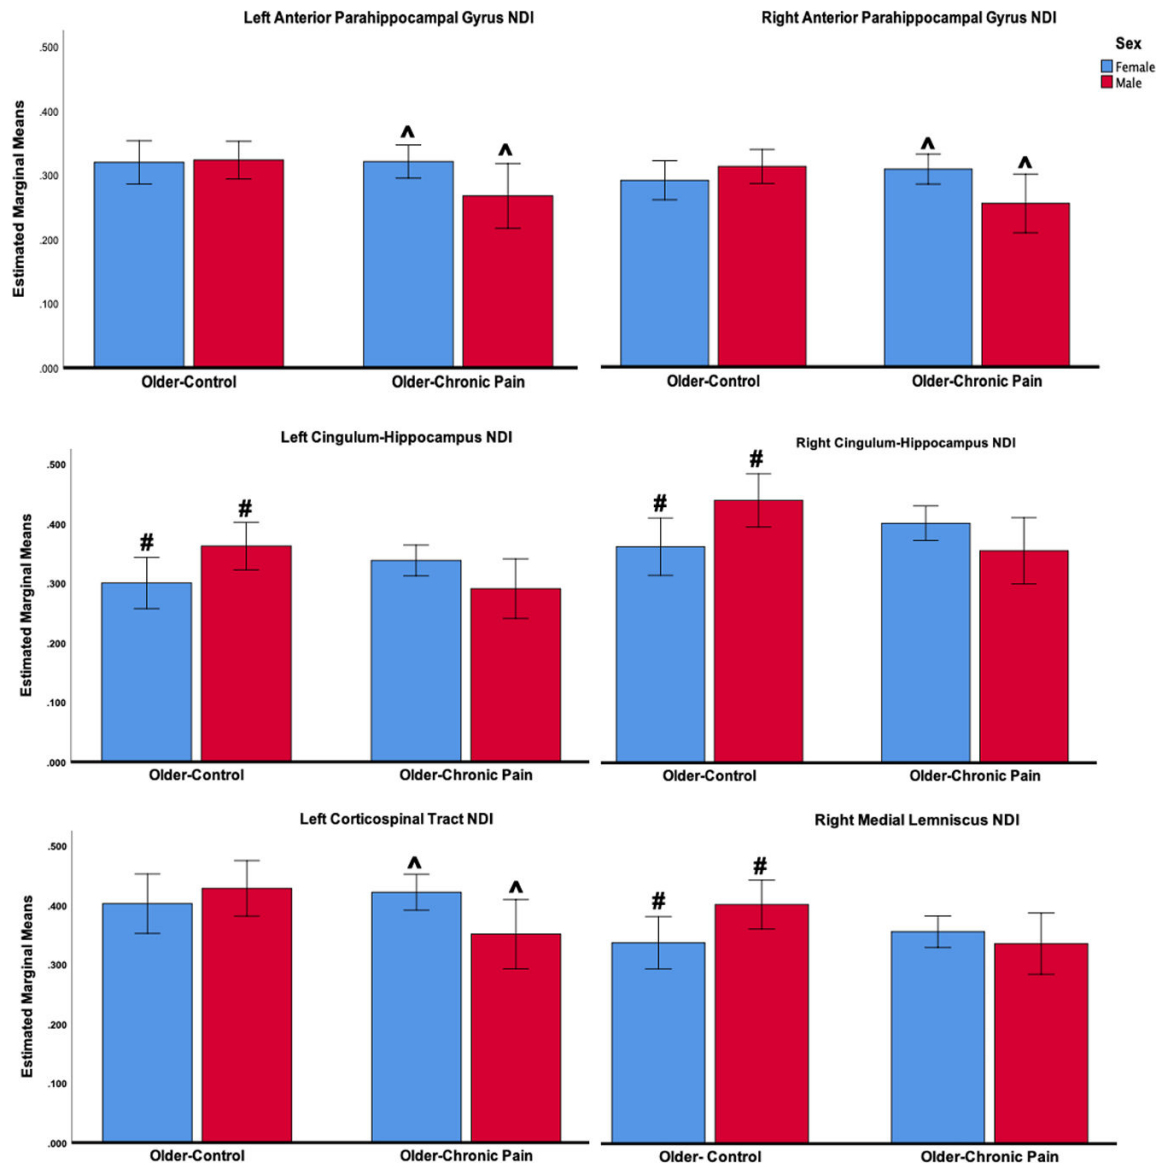 Left Anterior Parahippocampal Gyrus NDI
Right Anterior Parahippocampal Gyrus NDI
Sex
Female
Male
Estimated Marginal Means
.500
.400
.300
.200
.100
.000
^
^
^
^
Older-Control
Older-Chronic Pain
Older-Control
Older-Chronic Pain
Left Cingulum-Hippocampus NDI
Right Cingulum-Hippocampus NDI
Estimated Marginal Means
.500
.400
.300
.200
.100
.000
#
#
#
#
Older-Control
Older-Chronic Pain
Older-Control
Older-Chronic Pain
Left Corticospinal Tract NDI
Right Medial Lemniscus NDI
Estimated Marginal Means
.500
.400
.300
.200
.100
.000
^
^
#
#
Older-Control
Older-Chronic Pain
Older- Control
Older-Chronic Pain